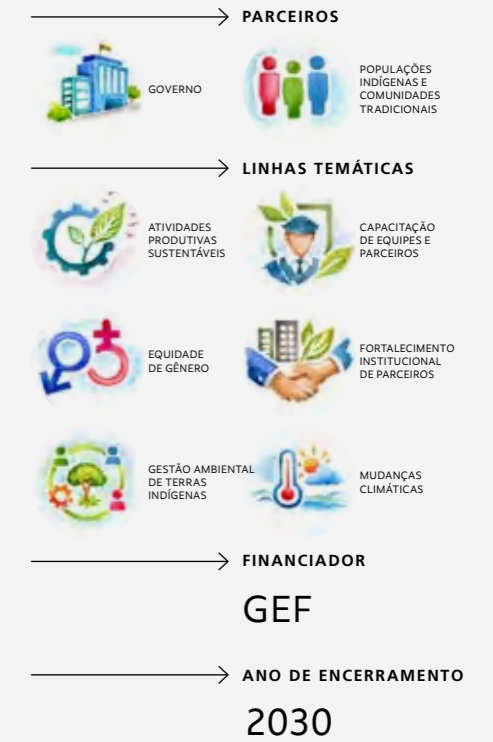 PARCEIROS
GOVERNO
POPULAÇÕES
INDÍGENAS E
COMUNIDADES
TRADICIONAIS
LINHAS TEMÁTICAS
ATIVIDADES
PRODUTIVAS
SUSTENTÁVEIS
CAPACITAÇÃO
DE EQUIPES E
PARCEIROS
EQUIDADE
DE GÊNERO
FORTALECIMENTO
INSTITUCIONAL
DE PARCEIROS
GESTÃO AMBIENTAL
DE TERRAS
INDÍGENAS
MUDANÇAS
CLIMÁTICAS
FINANCIADOR
GEF
ANO DE ENCERRAMENTO
2030